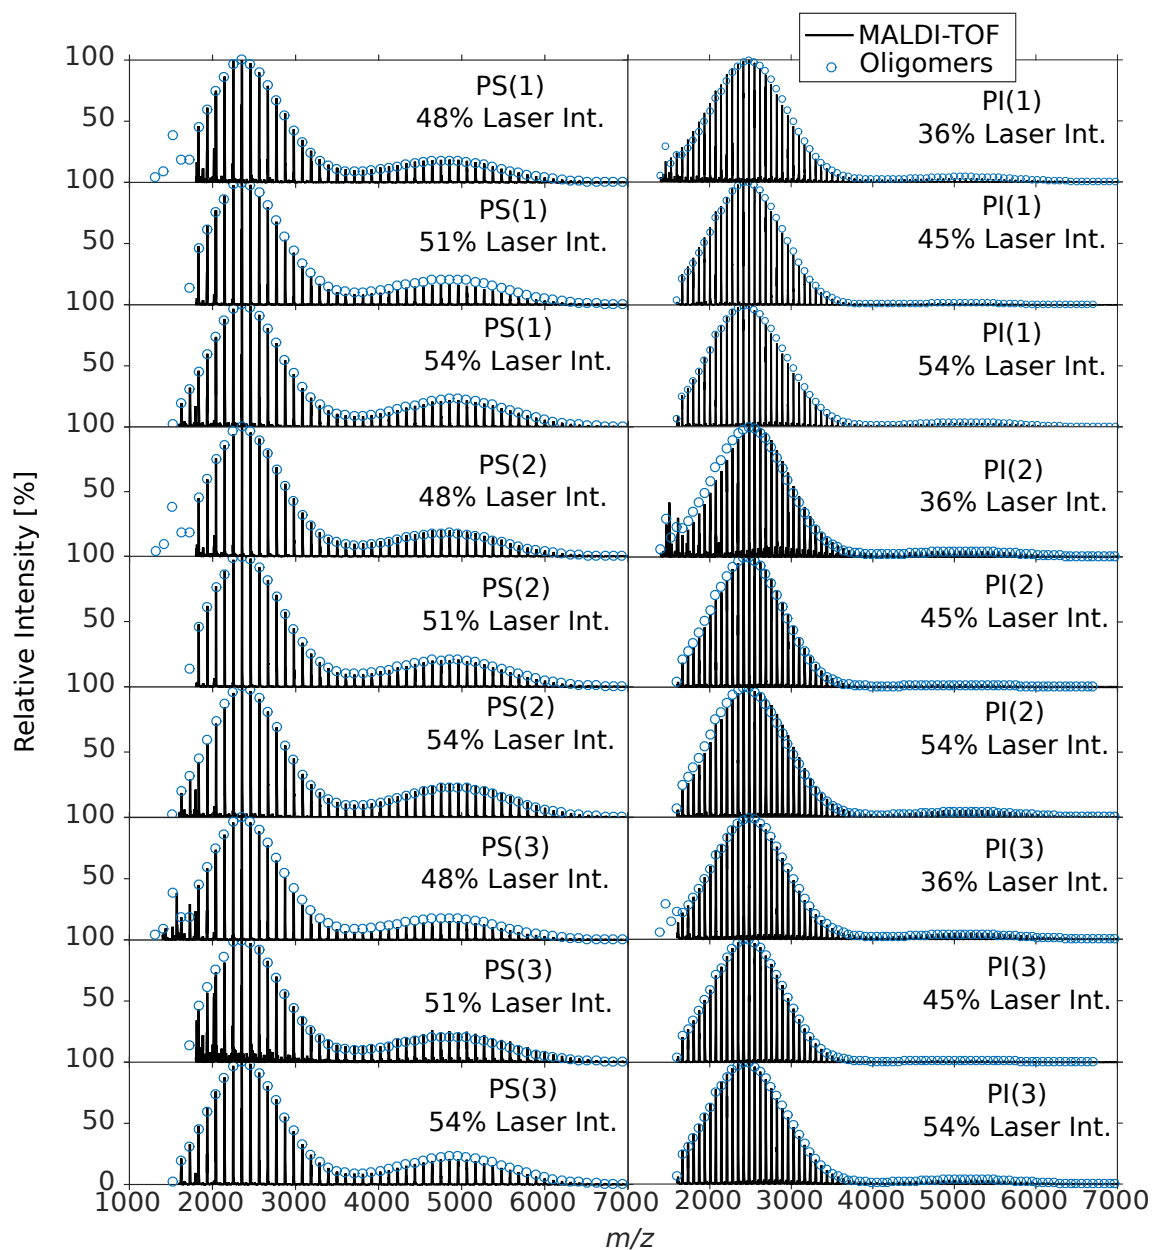 MALDI-TOF
Oligomers
100
50
PS(1)
48% Laser Int.
PI(1)
36% Laser Int.
100
50
PS(1)
51% Laser Int.
PI(1)
45% Laser Int.
100
50
PS(1)
54% Laser Int.
PI(1)
54% Laser Int.
100
50
PS(2)
48% Laser Int.
PI(2)
36% Laser Int.
100
50
PS(2)
51% Laser Int.
PI(2)
45% Laser Int.
100
50
PS(2)
54% Laser Int.
PI(2)
54% Laser Int.
100
50
PS(3)
48% Laser Int.
PI(3)
36% Laser Int.
100
50
PS(3)
51% Laser Int.
PI(3)
45% Laser Int.
100
50
0
PS(3)
54% Laser Int.
PI(3)
54% Laser Int.
1000 2000 3000 4000 5000 6000 7000 2000 3000 4000 5000 6000 7000
m/z
Relative Intensity [%]